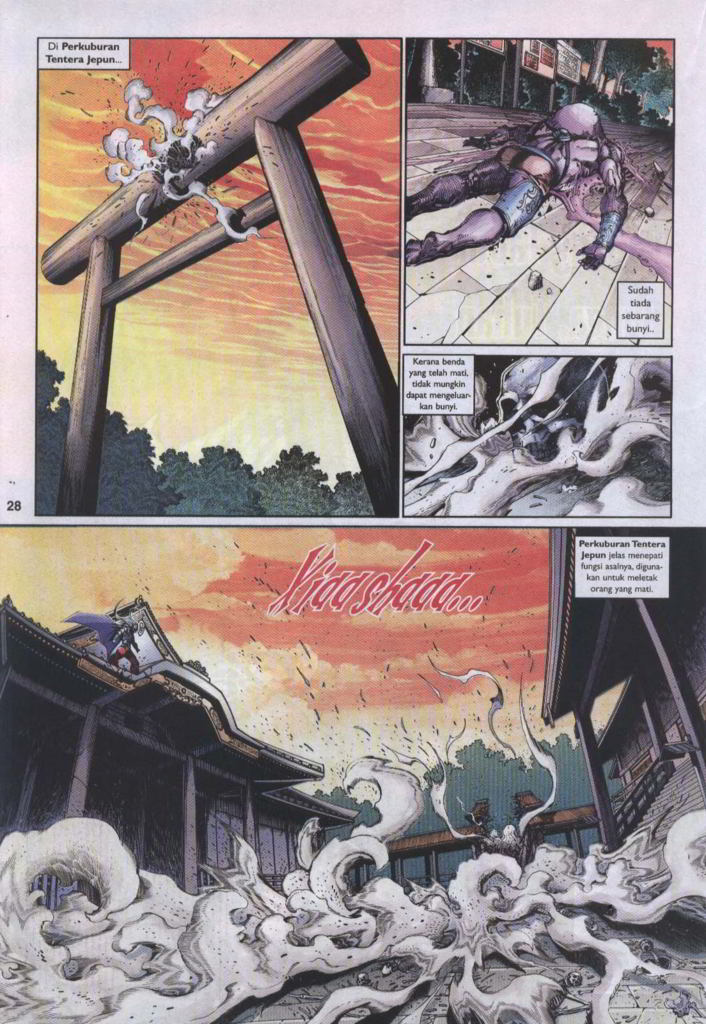 Di Perkuburan
Tentera Jepun...
Sudah
tiada
sebarang
bunyi..
Kerana benda
yang telah mati,
tidak mungkin
dapat mengeluar-
kan bunyi.
28
Perkuburan Tentera
Jepun jelas menepati
fungsi asalnya, diguna-
kan untuk meletak
orang yang mati.